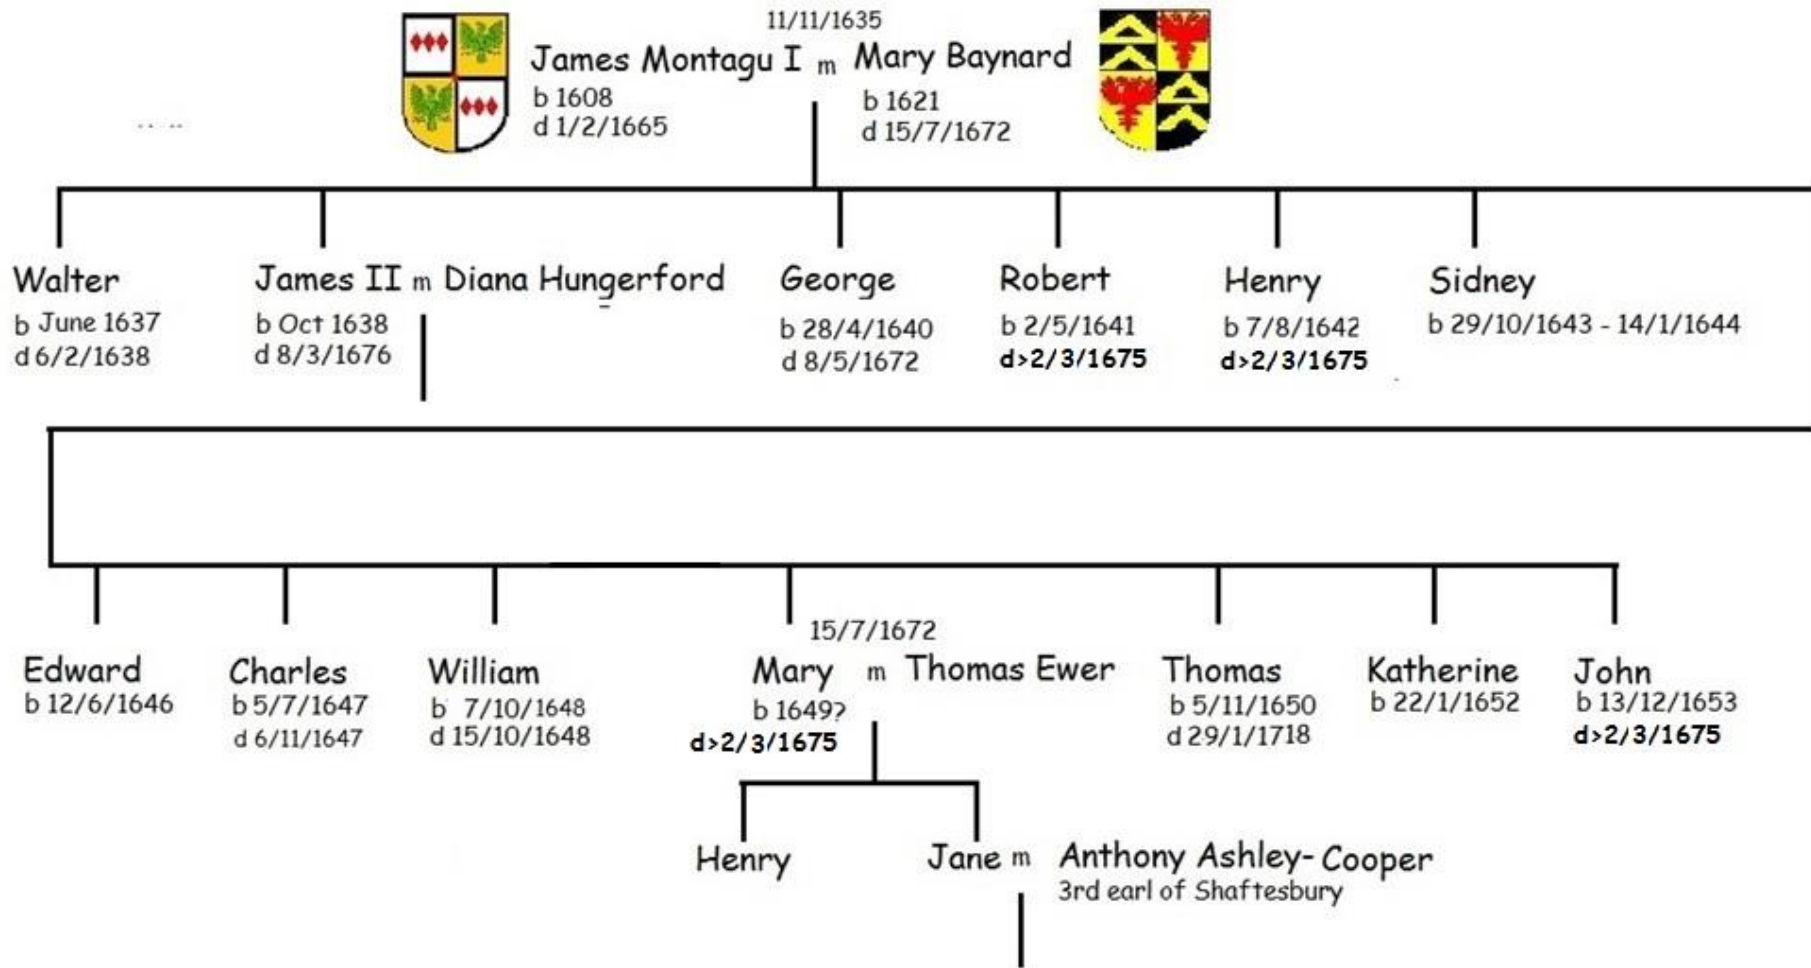 11/11/1635
James Montagu I m Mary Baynard
b 1608
d 1/2/1665
b 1621
d 15/7/1672
Walter
b June 1637
d 6/2/1638
James II m Diana Hungerford
b Oct 1638
d 8/3/1676
George
b 28/4/1640
d 8/5/1672
Robert
b 2/5/1641
d>2/3/1675
Henry
b 7/8/1642
d>2/3/1675
Sidney
b 29/10/1643 - 14/1/1644
Edward
b 12/6/1646
Charles
b 5/7/1647
d 6/11/1647
William
b 7/10/1648
d 15/10/1648
15/7/1672
Mary m Thomas Ewer
b 1649?
d>2/3/1675
Thomas
b 5/11/1650
d 29/1/1718
Katherine
b 22/1/1652
John
b 13/12/1653
d>2/3/1675
Henry
Jane m Anthony Ashley-Cooper
3rd earl of Shaftesbury